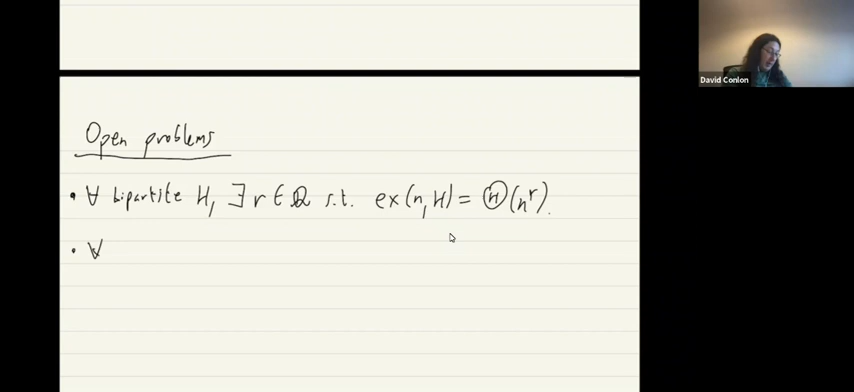 Open problems
• ∀ bipartite H, ∃ r ∈ ℚ s.t. ex(n, H) = Θ(n^r).
• ∀
David Conlon